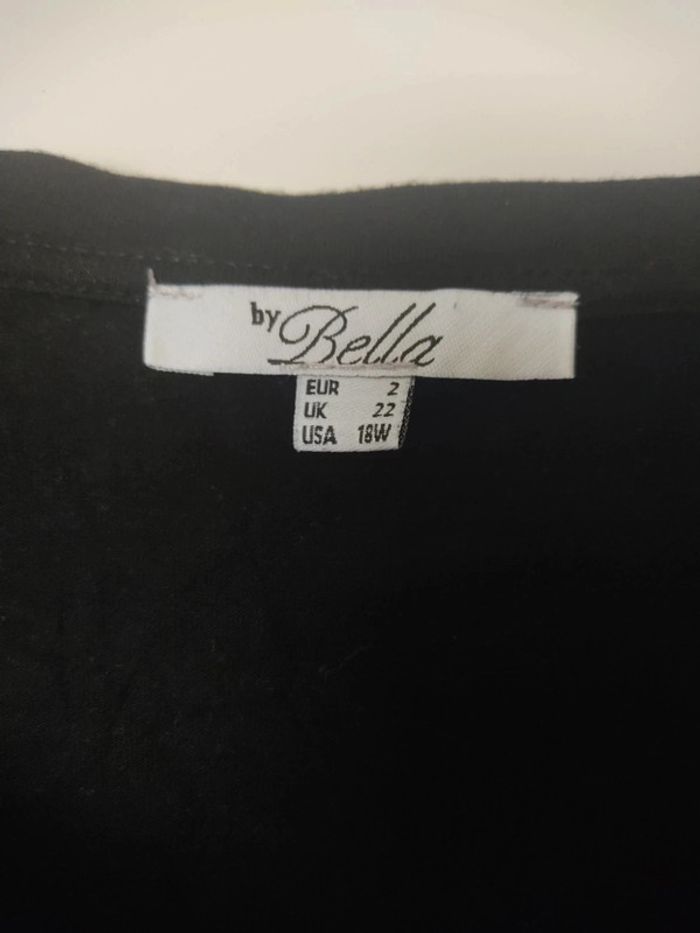 by Bella
EUR 2
UK 22
USA 18W